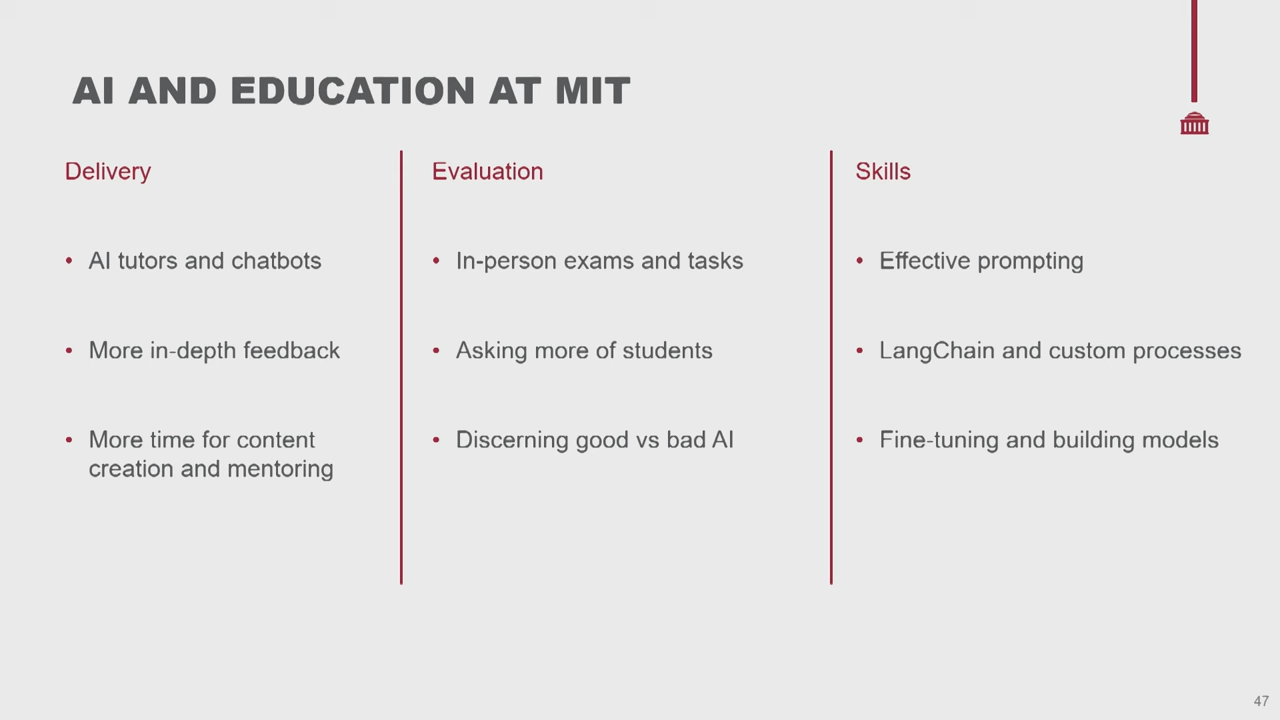 AI AND EDUCATION AT MIT
Delivery
• AI tutors and chatbots
• More in-depth feedback
• More time for content
creation and mentoring
Evaluation
• In-person exams and tasks
• Asking more of students
• Discerning good vs bad AI
Skills
• Effective prompting
• LangChain and custom processes
• Fine-tuning and building models
47